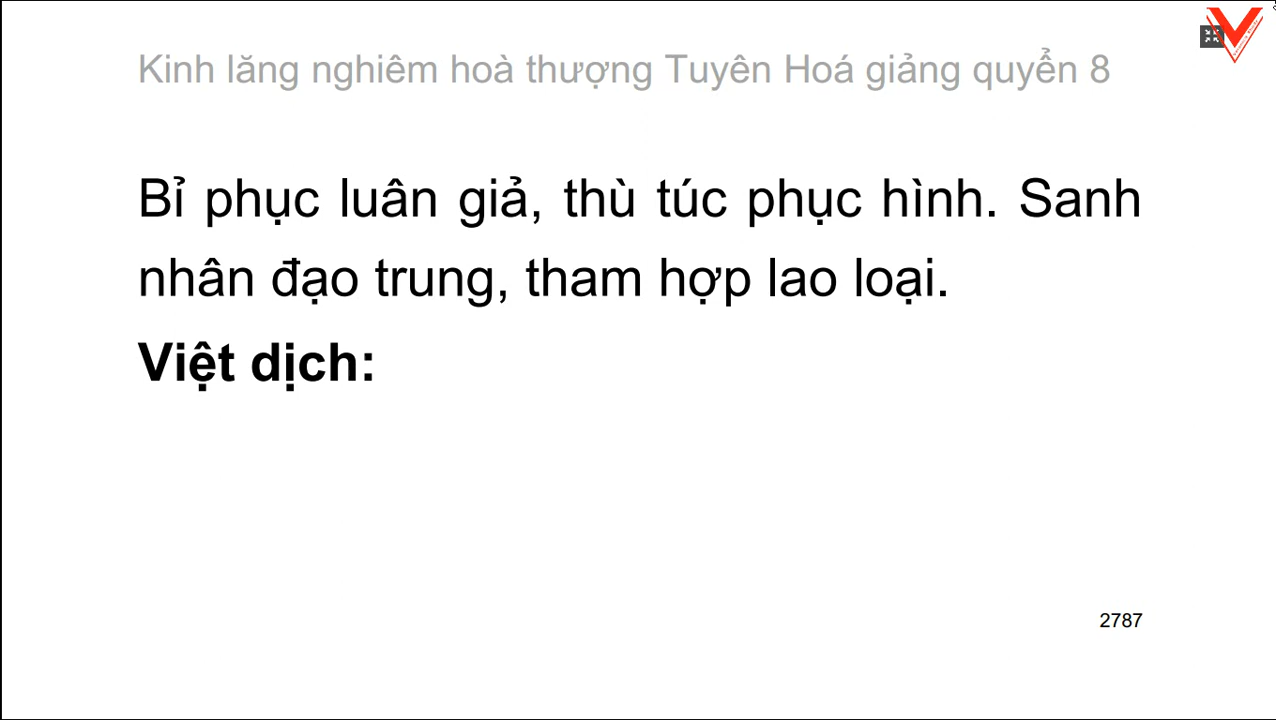 Kinh lăng nghiêm hoà thượng Tuyên Hoá giảng quyển 8
Bỉ phục luân giả, thù túc phục hình. Sanh
nhân đạo trung, tham hợp lao loại.
Việt dịch:
2787